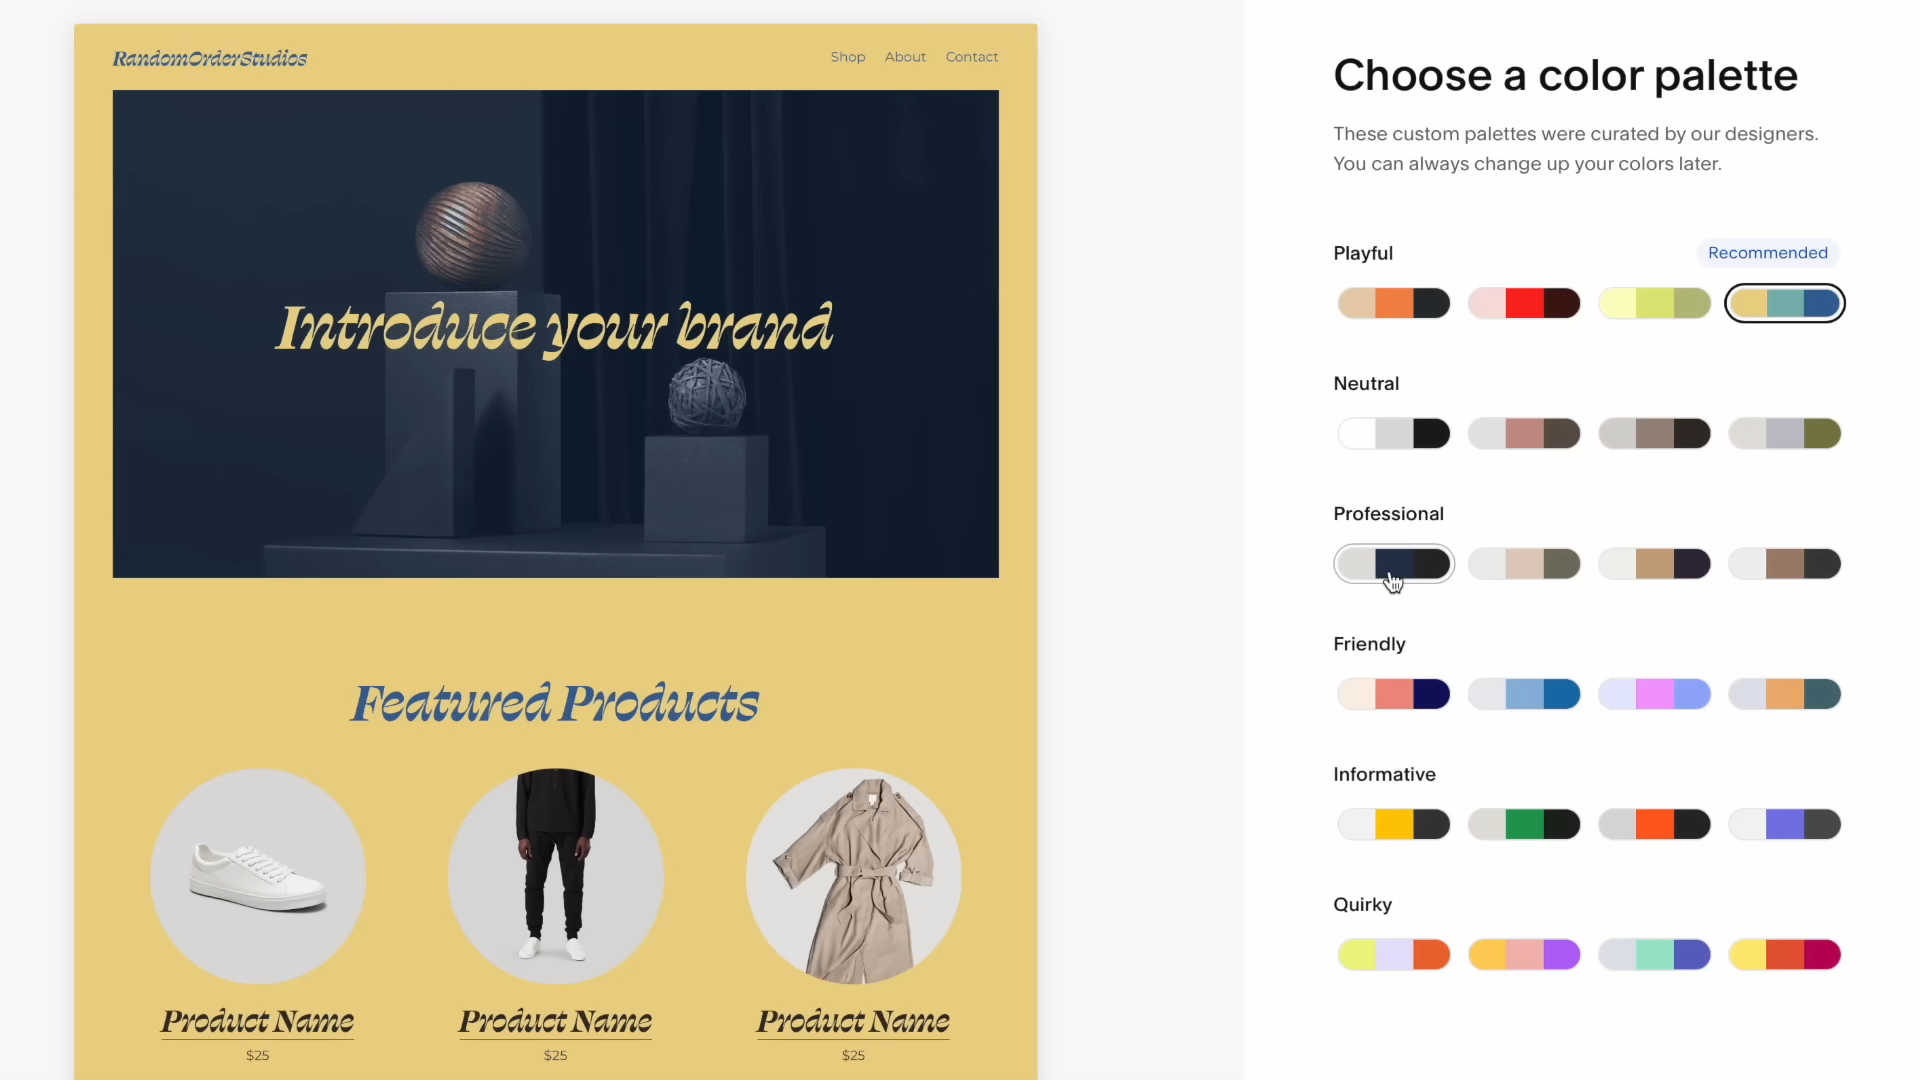 RandomOrderStudios
Shop About Contact
Introduce your brand
Featured Products
Product Name
$25
Product Name
$25
Product Name
$25
Choose a color palette
These custom palettes were curated by our designers.
You can always change up your colors later.
Playful
Recommended
Neutral
Professional
Friendly
Informative
Quirky